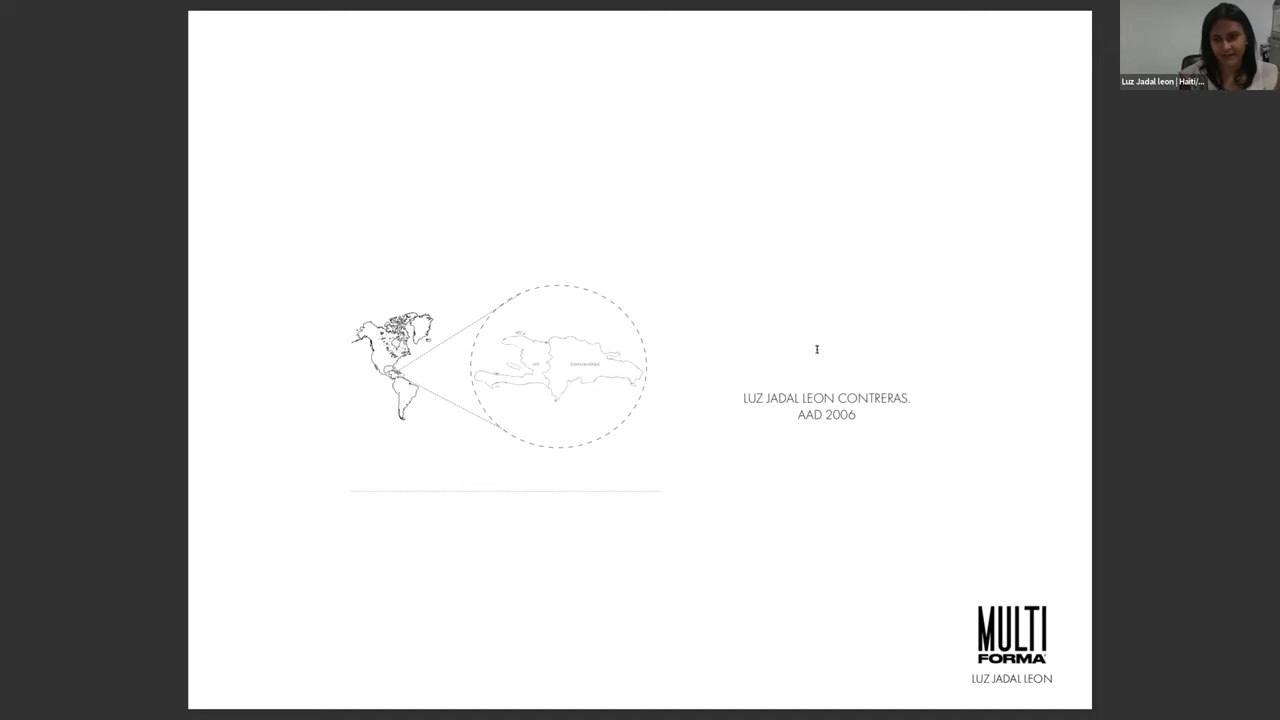 Luz Jadal leon | Haiti/...
LUZ JADAL LEON CONTRERAS.
AAD 2006
MULTI
FORMA
LUZ JADAL LEON